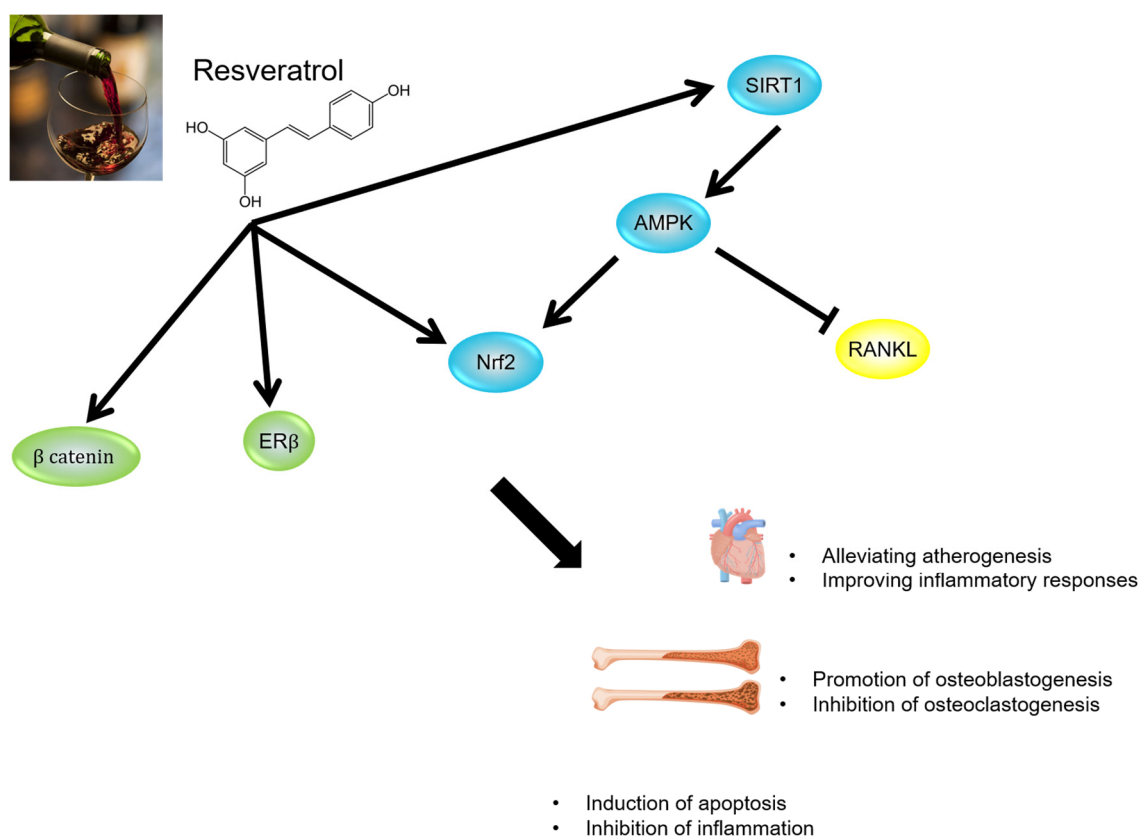 Resveratrol
OH
HO
OH
SIRT1
AMPK
Nrf2
RANKL
β catenin
ERβ
• Alleviating atherogenesis
• Improving inflammatory responses
• Promotion of osteoblastogenesis
• Inhibition of osteoclastogenesis
• Induction of apoptosis
• Inhibition of inflammation